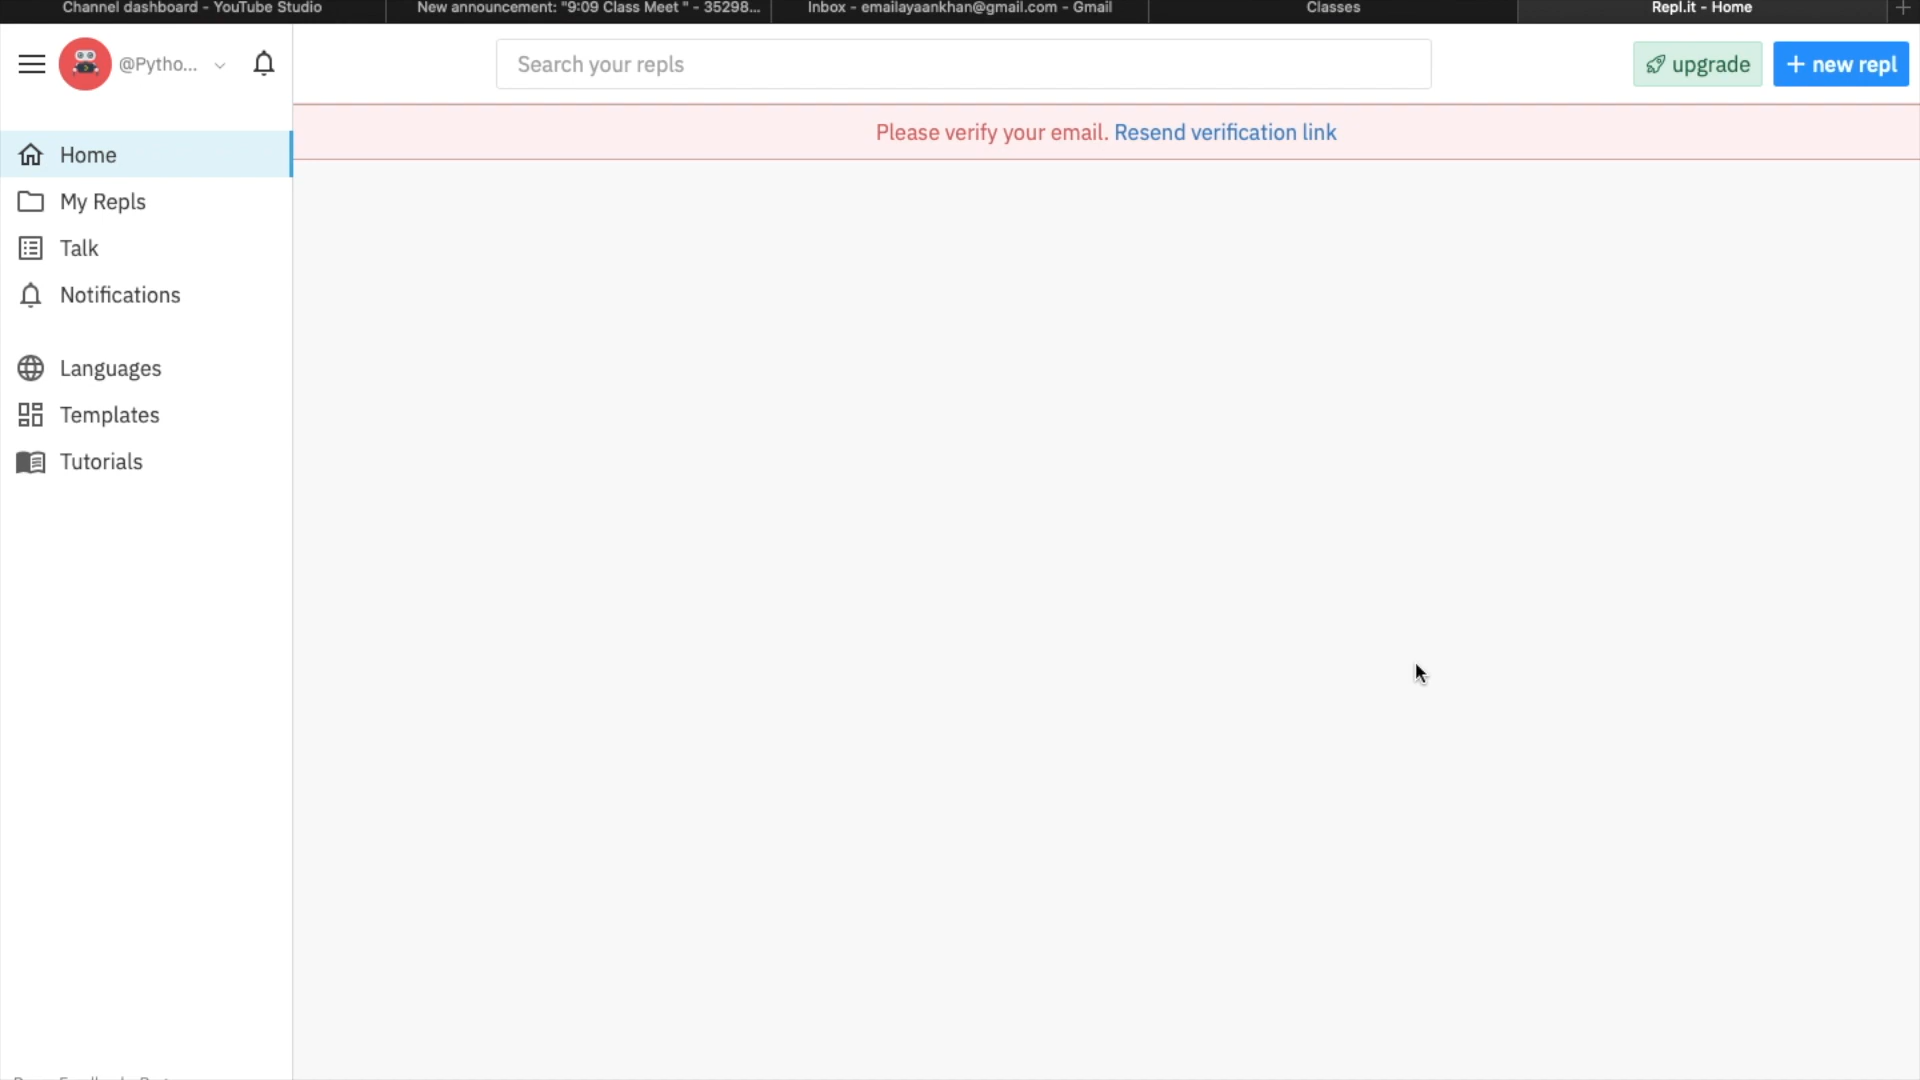 Channel dashboard - YouTube Studio
New announcement: "9:09 Class Meet " - 35298...
Inbox - emailayaankhan@gmail.com - Gmail
Classes
Repl.it - Home
@Pytho...
Search your repls
upgrade
+ new repl
Please verify your email. Resend verification link
Home
My Repls
Talk
Notifications
Languages
Templates
Tutorials